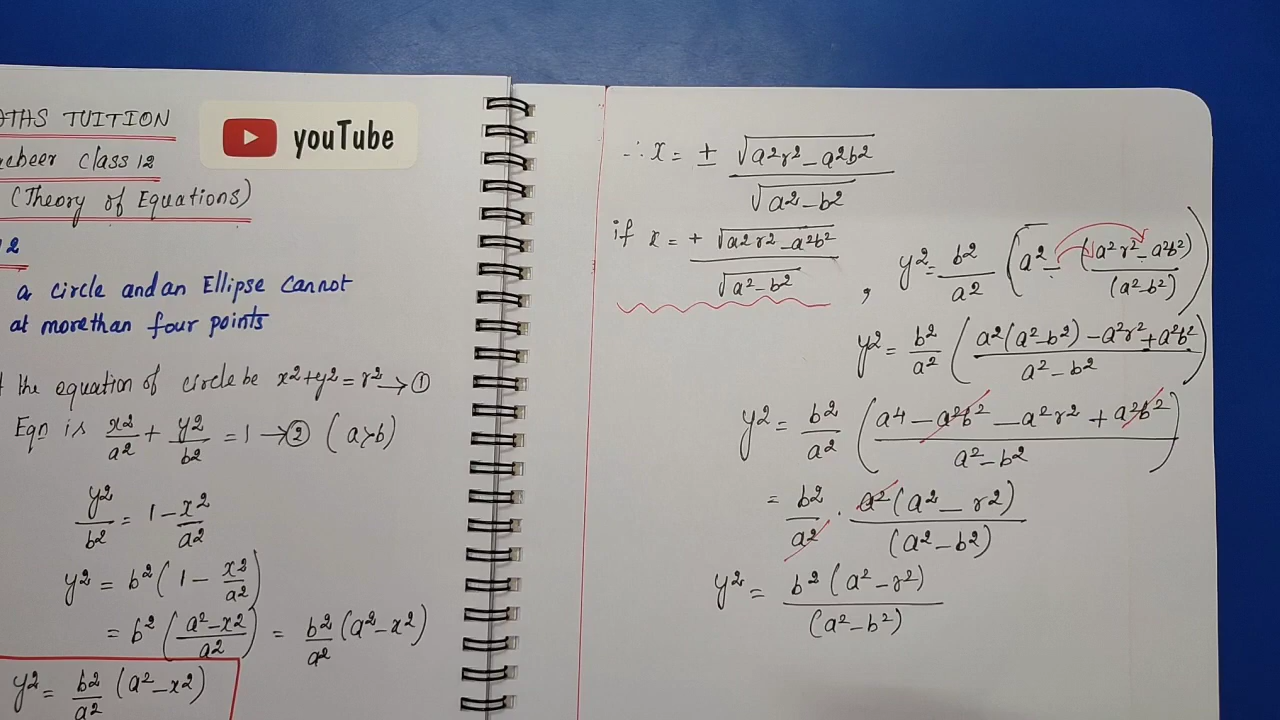 MATHS TUITION
youTube
Class 12
(Theory of Equations)
2
a circle and an Ellipse Cannot
at more than four points
the equation of circle be x²+y²=r² → ①
Eqn is x²/a² + y²/b² = 1 → ② (a>b)
y²/b² = 1 - x²/a²
y² = b² (1 - x²/a²)
= b² ((a²-x²)/a²) = b²/a² (a²-x²)
y² = b²/a² (a²-x²)
∴ x = ± √(a²r² - a²b²) / √(a²-b²)
if x = + √(a²r² - a²b²) / √(a²-b²) , y² = b²/a² (a² - (a²r² - a²b²)/(a²-b²))
y² = b²/a² ((a²(a²-b²) - a²r² + a²b²)/(a²-b²))
y² = b²/a² ((a⁴ - a²b² - a²r² + a²b²)/(a²-b²))
= b²/a² · a²(a² - r²)/(a²-b²)
y² = b²(a²-r²)/(a²-b²)